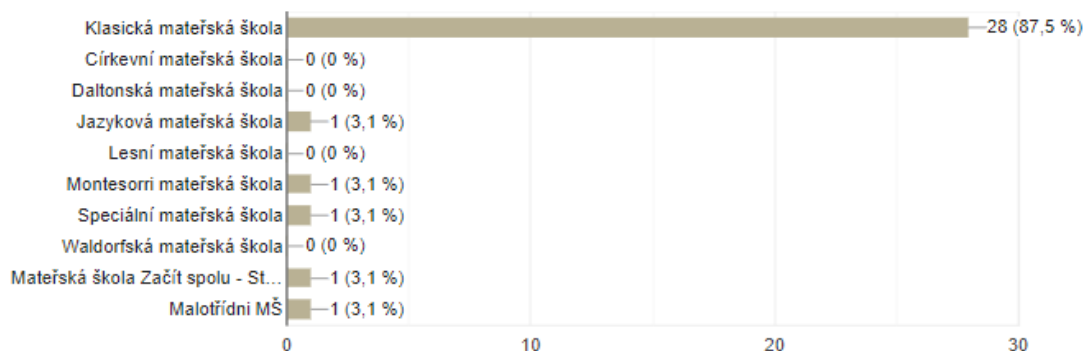 Klasická mateřská škola 28 (87,5 %)
Církevní mateřská škola 0 (0 %)
Daltonská mateřská škola 0 (0 %)
Jazyková mateřská škola 1 (3,1 %)
Lesní mateřská škola 0 (0 %)
Montesorri mateřská škola 1 (3,1 %)
Speciální mateřská škola 1 (3,1 %)
Waldorfská mateřská škola 0 (0 %)
Mateřská škola Začít spolu - St... 1 (3,1 %)
Malotřídni MŠ 1 (3,1 %)
0 10 20 30